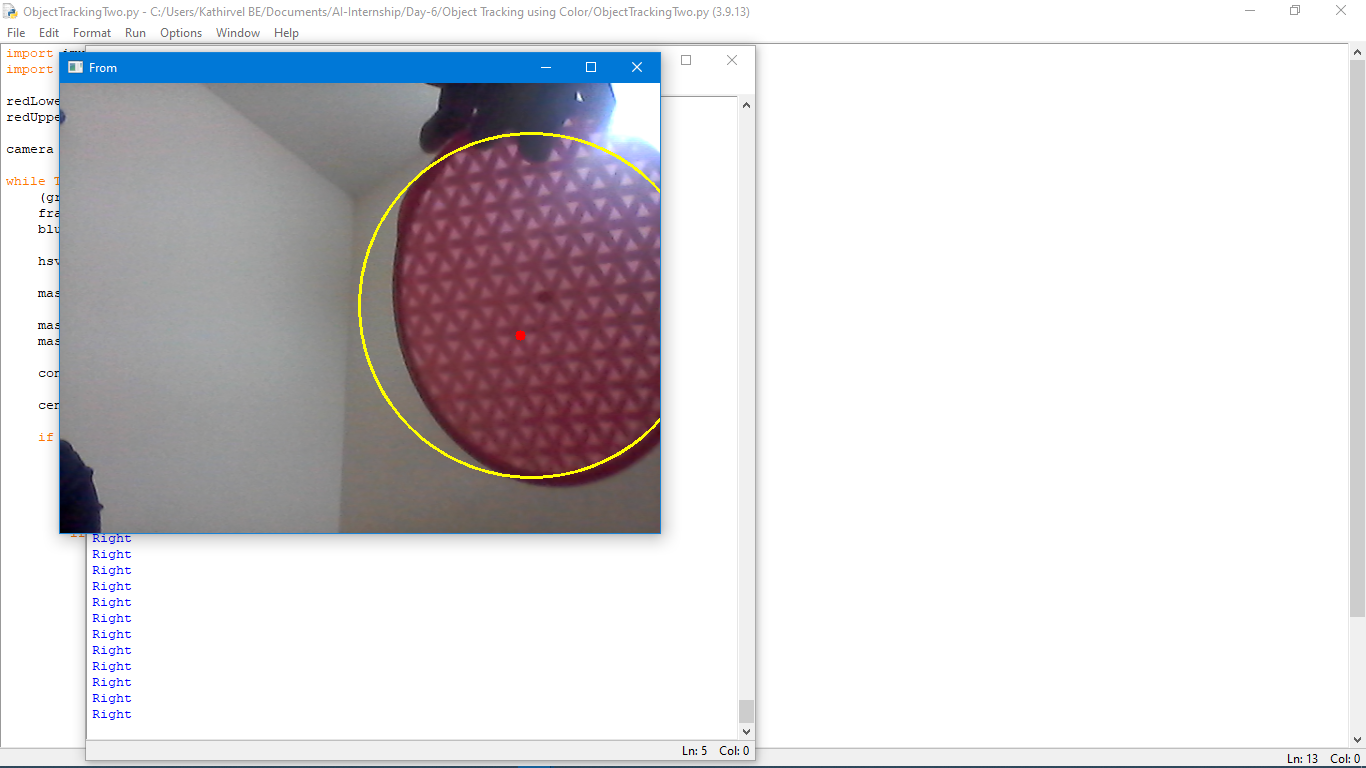 ObjectTrackingTwo.py - C:/Users/Kathirvel BE/Documents/AI-Internship/Day-6/Object Tracking using Color/ObjectTrackingTwo.py (3.9.13)
File Edit Format Run Options Window Help
import
From
import
redLowe
redUppe
camera
while T
(gr
fra
blu
hsv
mas
mas
mas
con
cen
if
Right
Right
Right
Right
Right
Right
Right
Right
Right
Right
Right
Right
Ln: 5 Col: 0
Ln: 13 Col: 0